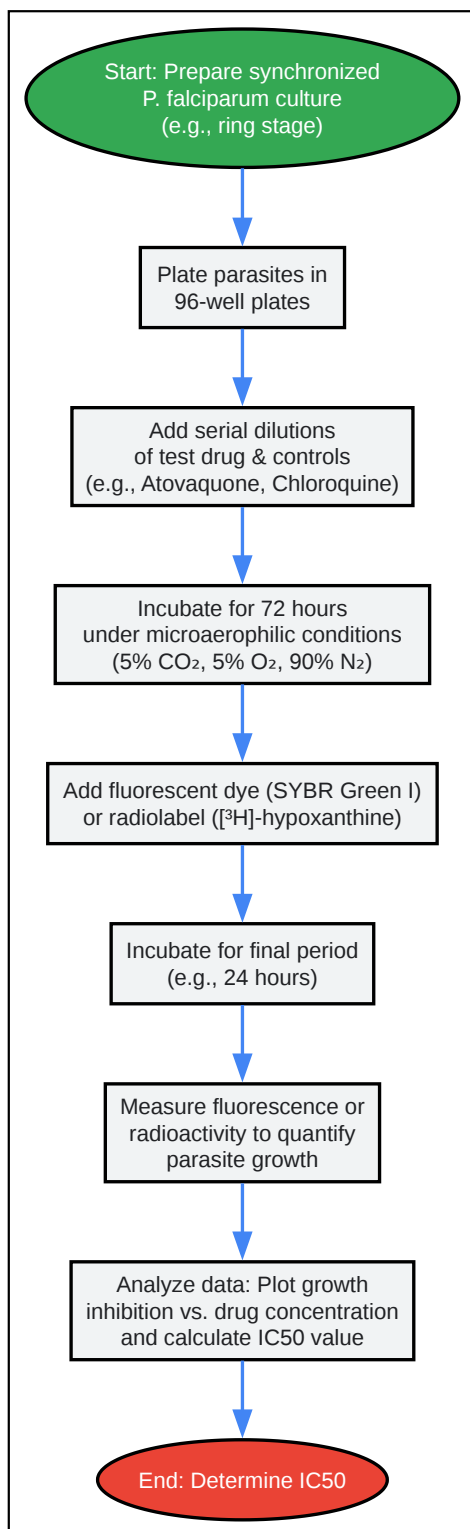 Start: Prepare synchronized
P. falciparum culture
(e.g., ring stage)
Plate parasites in
96-well plates
Add serial dilutions
of test drug & controls
(e.g., Atovaquone, Chloroquine)
Incubate for 72 hours
under microaerophilic conditions
(5% CO₂, 5% O₂, 90% N₂)
Add fluorescent dye (SYBR Green I)
or radiolabel ([³H]-hypoxanthine)
Incubate for final period
(e.g., 24 hours)
Measure fluorescence or
radioactivity to quantify
parasite growth
Analyze data: Plot growth
inhibition vs. drug concentration
and calculate IC50 value
End: Determine IC50